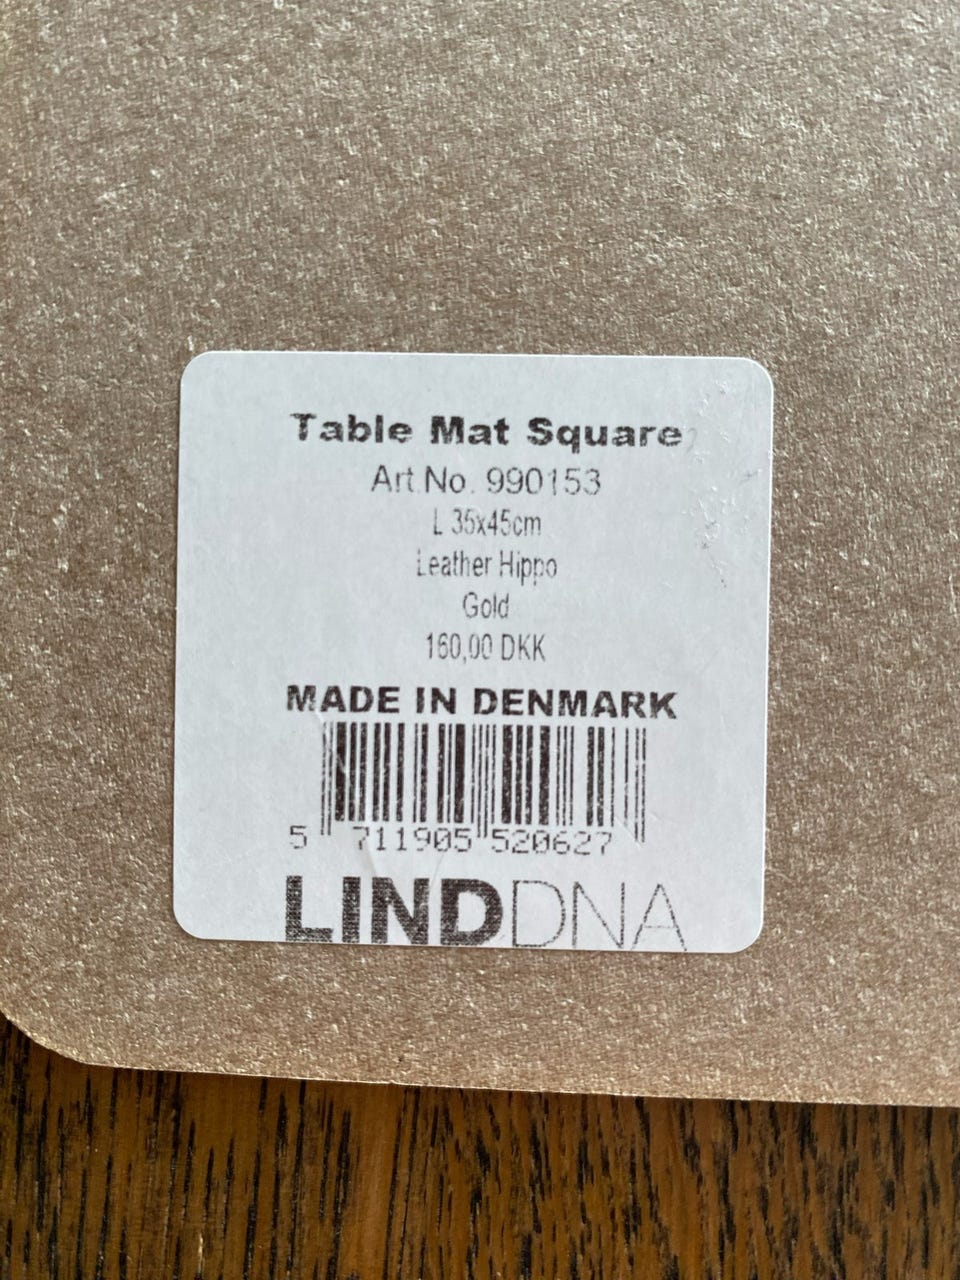 Table Mat Square
Art.No. 990153
L 35x45cm
Leather Hippo
Gold
160,00 DKK
MADE IN DENMARK
5 711905 520627
LINDDNA